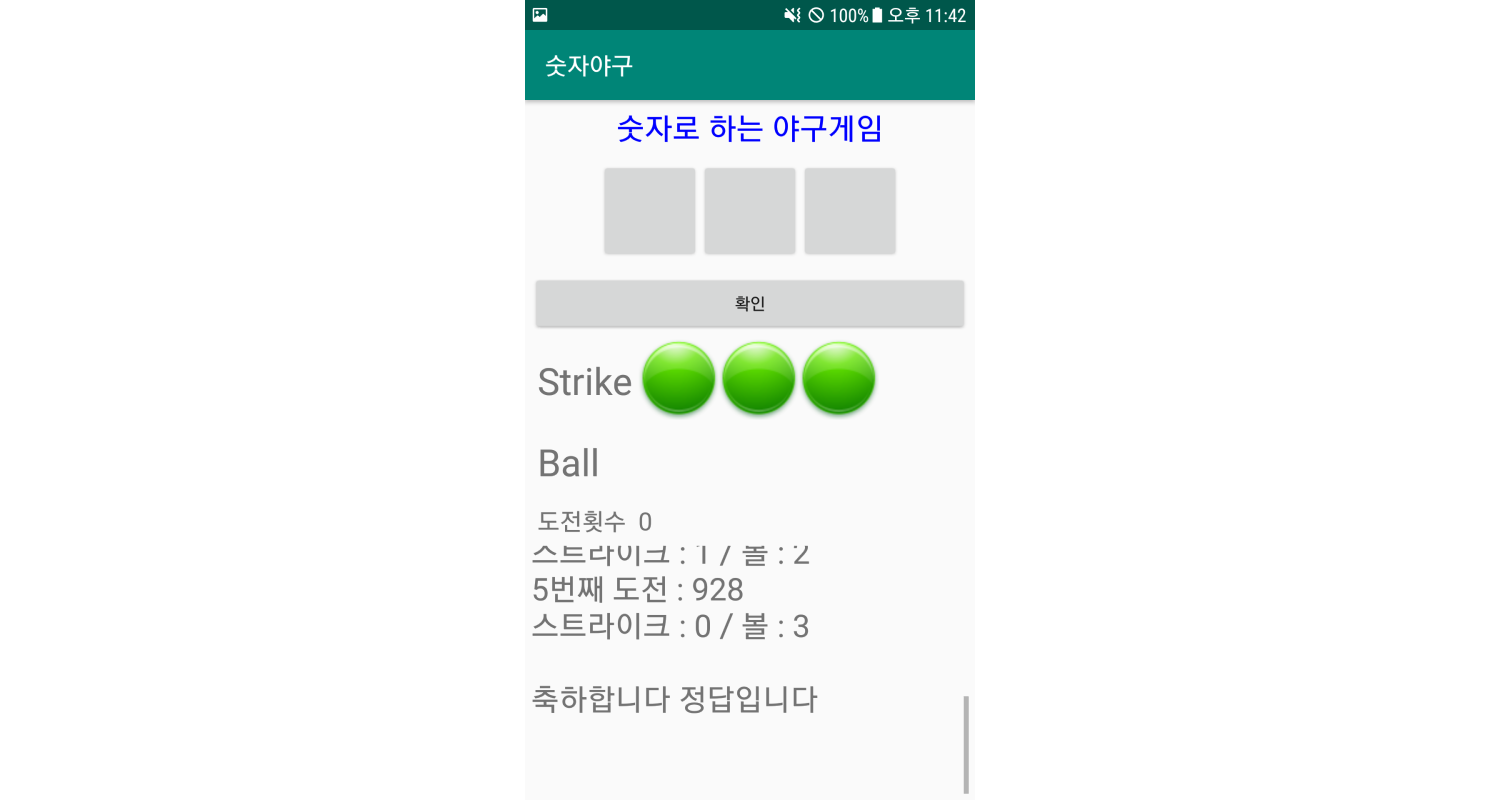 100% 오후 11:42
숫자야구
숫자로 하는 야구게임
확인
Strike
Ball
도전횟수 0
스트라이크 : 1 / 볼 : 2
5번째 도전 : 928
스트라이크 : 0 / 볼 : 3
축하합니다 정답입니다